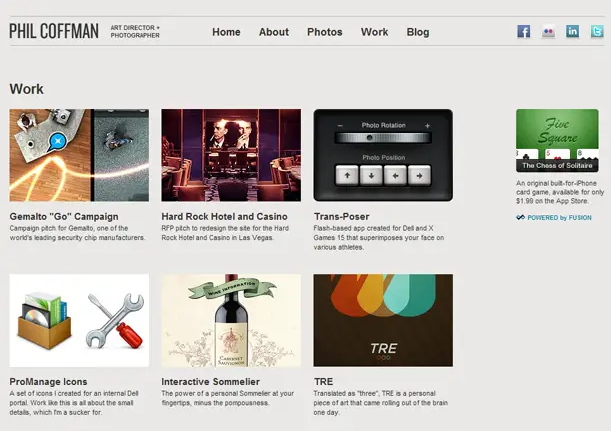 PHIL COFFMAN
ART DIRECTOR +
PHOTOGRAPHER
Home About Photos Work Blog
Work
Photo Rotation
Photo Position
Five
Square
The Chess of Solitaire
Gemalto "Go" Campaign
Campaign pitch for Gemalto, one of the
world's leading security chip manufacturers.
Hard Rock Hotel and Casino
RFP pitch to redesign the site for the Hard
Rock Hotel and Casino in Las Vegas.
Trans-Poser
Flash-based app created for Dell and X
Games 15 that superimposes your face on
various athletes.
An original built-for-iPhone
card game, available for only
$1.99 on the App Store.
POWERED by FUSION
WINE INFORMATION
CABERNET
SAUVIGNON
TRE
ProManage Icons
A set of icons I created for an internal Dell
portal. Work like this is all about the small
details, which I'm a sucker for.
Interactive Sommelier
The power of a personal Sommelier at your
fingertips, minus the pompousness.
TRE
Translated as "three", TRE is a personal
piece of art that came rolling out of the brain
one day.